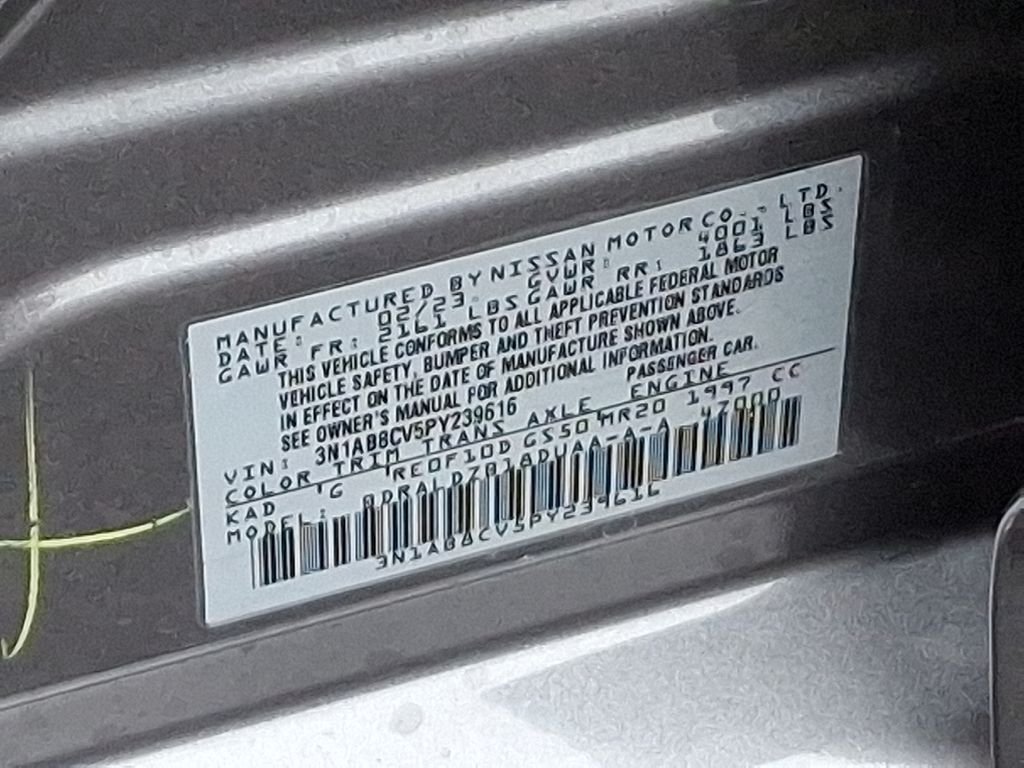 MANUFACTURED BY NISSAN MOTOR CO., LTD.
DATE: 02/23 GVWR: 4001 LBS
GAWR FR: 2161 LBS GAWR RR: 1863 LBS
THIS VEHICLE CONFORMS TO ALL APPLICABLE FEDERAL MOTOR
VEHICLE SAFETY, BUMPER AND THEFT PREVENTION STANDARDS
IN EFFECT ON THE DATE OF MANUFACTURE SHOWN ABOVE.
SEE OWNER'S MANUAL FOR ADDITIONAL INFORMATION.
VIN: 3N1AB8CV5PY239616 PASSENGER CAR.
COLOR TRIM TRANS AXLE ENGINE
KAD G RE0F10D GS50 MR20 1997 CC
MODEL: BDRALDZB18DUAA-A-A
3N1AB8CV5PY239616